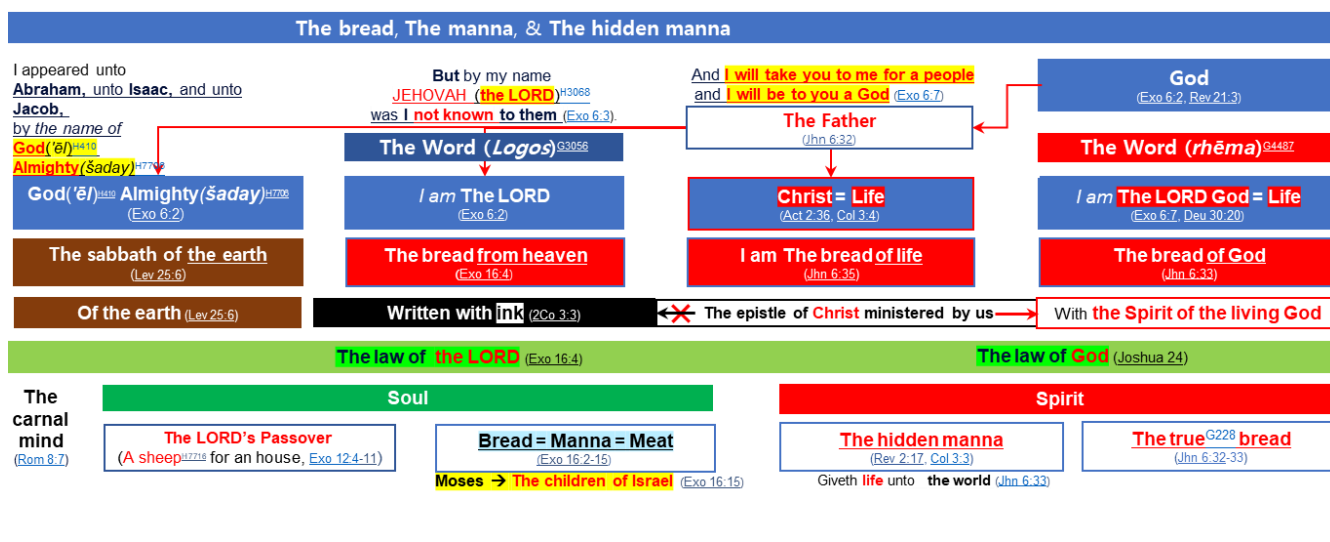 The bread, The manna, & The hidden manna
I appeared unto
Abraham, unto Isaac, and unto
Jacob,
by the name of
God('ēl)H410
Almighty(šaday)H7706
But by my name
JEHOVAH (the LORD)H3068
was I not known to them (Exo 6:3).
And I will take you to me for a people
and I will be to you a God (Exo 6:7)
The Father
(Jhn 6:32)
God
(Exo 6:2, Rev 21:3)
The Word (Logos)G3056
The Word (rhēma)G4487
God('ēl)H410 Almighty(šaday)H7706
(Exo 6:2)
I am The LORD
(Exo 6:2)
Christ = Life
(Act 2:36, Col 3:4)
I am The LORD God = Life
(Exo 6:7, Deu 30:20)
The sabbath of the earth
(Lev 25:6)
The bread from heaven
(Exo 16:4)
I am The bread of life
(Jhn 6:35)
The bread of God
(Jhn 6:33)
Of the earth (Lev 25:6)
Written with ink (2Co 3:3)
The epistle of Christ ministered by us
With the Spirit of the living God
The law of the LORD (Exo 16:4)
The law of God (Joshua 24)
The
carnal
mind
(Rom 8:7)
Soul
Spirit
The LORD's Passover
(A sheepH7716 for an house, Exo 12:4-11)
Bread = Manna = Meat
(Exo 16:2-15)
Moses → The children of Israel (Exo 16:15)
The hidden manna
(Rev 2:17, Col 3:3)
Giveth life unto the world (Jhn 6:33)
The trueG228 bread
(Jhn 6:32-33)